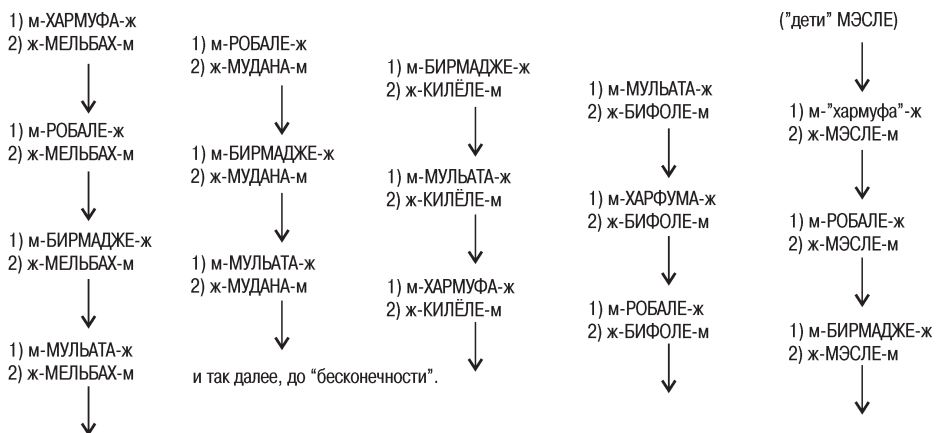 1) м-ХАРМУФА-ж
2) ж-МЕЛЬБАХ-м
1) м-РОБАЛЕ-ж
2) ж-МЕЛЬБАХ-м
1) м-БИРМАДЖЕ-ж
2) ж-МЕЛЬБАХ-м
1) м-МУЛЬАТА-ж
2) ж-МЕЛЬБАХ-м
1) м-РОБАЛЕ-ж
2) ж-МУДАНА-м
1) м-БИРМАДЖЕ-ж
2) ж-МУДАНА-м
1) м-МУЛЬАТА-ж
2) ж-МУДАНА-м
и так далее, до “бесконечности”.
1) м-БИРМАДЖЕ-ж
2) ж-КИЛЁЛЕ-м
1) м-МУЛЬАТА-ж
2) ж-КИЛЁЛЕ-м
1) м-ХАРМУФА-ж
2) ж-КИЛЁЛЕ-м
1) м-МУЛЬАТА-ж
2) ж-БИФОЛЕ-м
1) м-ХАРФУМА-ж
2) ж-БИФОЛЕ-м
1) м-РОБАЛЕ-ж
2) ж-БИФОЛЕ-м
(”дети” МЭСЛЕ)
1) м-”хармуфа”-ж
2) ж-МЭСЛЕ-м
1) м-РОБАЛЕ-ж
2) ж-МЭСЛЕ-м
1) м-БИРМАДЖЕ-ж
2) ж-МЭСЛЕ-м